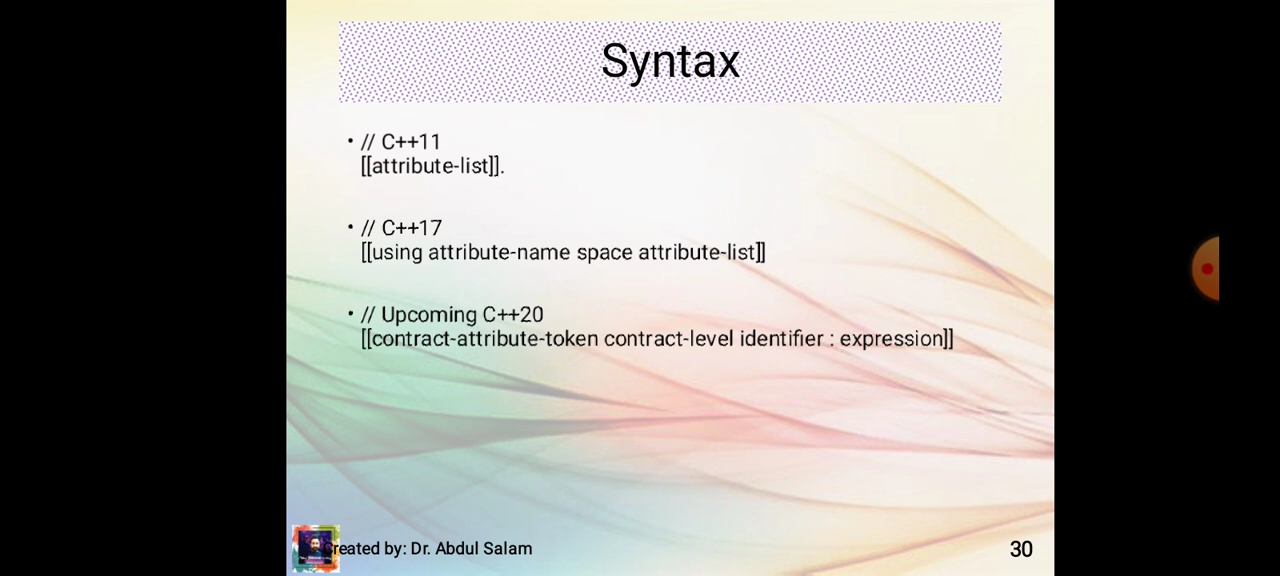 Syntax
• // C++11
[[attribute-list]].
• // C++17
[[using attribute-name space attribute-list]]
• // Upcoming C++20
[[contract-attribute-token contract-level identifier : expression]]
Created by: Dr. Abdul Salam
30